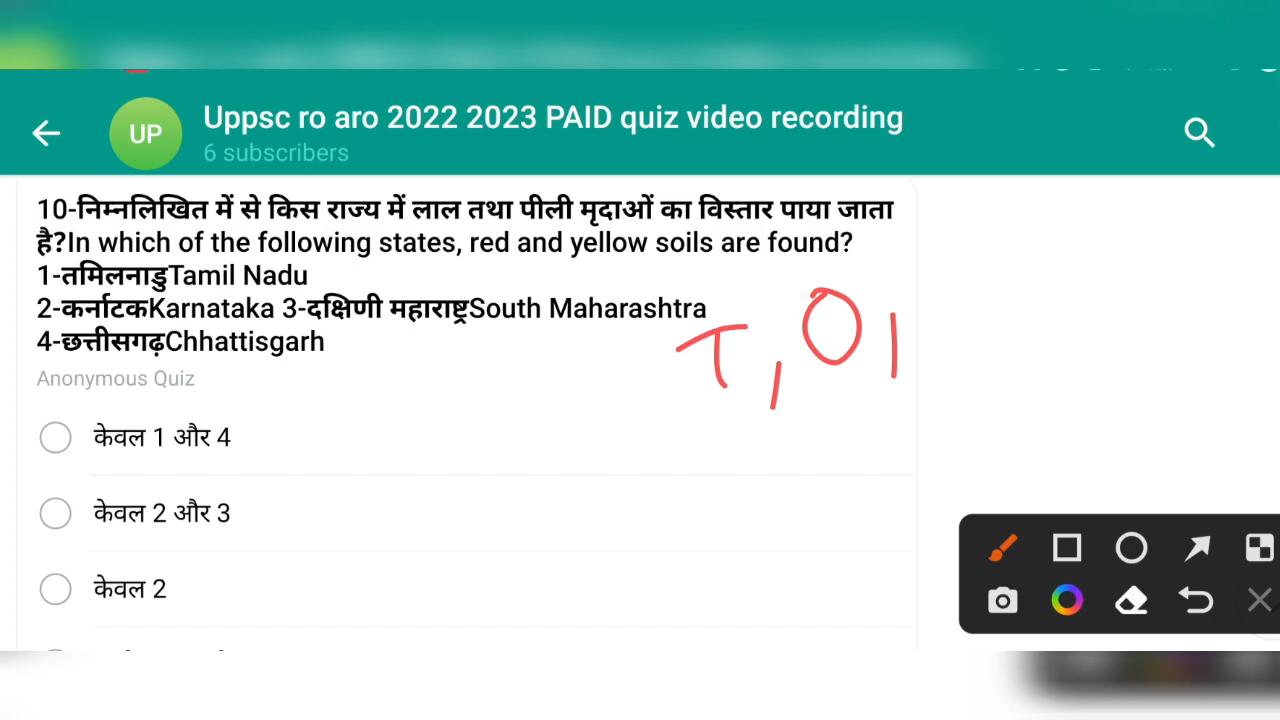 UP
Uppsc ro aro 2022 2023 PAID quiz video recording
6 subscribers
10-निम्नलिखित में से किस राज्य में लाल तथा पीली मृदाओं का विस्तार पाया जाता
है?In which of the following states, red and yellow soils are found?
1-तमिलनाडुTamil Nadu
2-कर्नाटकKarnataka 3-दक्षिणी महाराष्ट्रSouth Maharashtra
4-छत्तीसगढ़Chhattisgarh
Anonymous Quiz
केवल 1 और 4
केवल 2 और 3
केवल 2